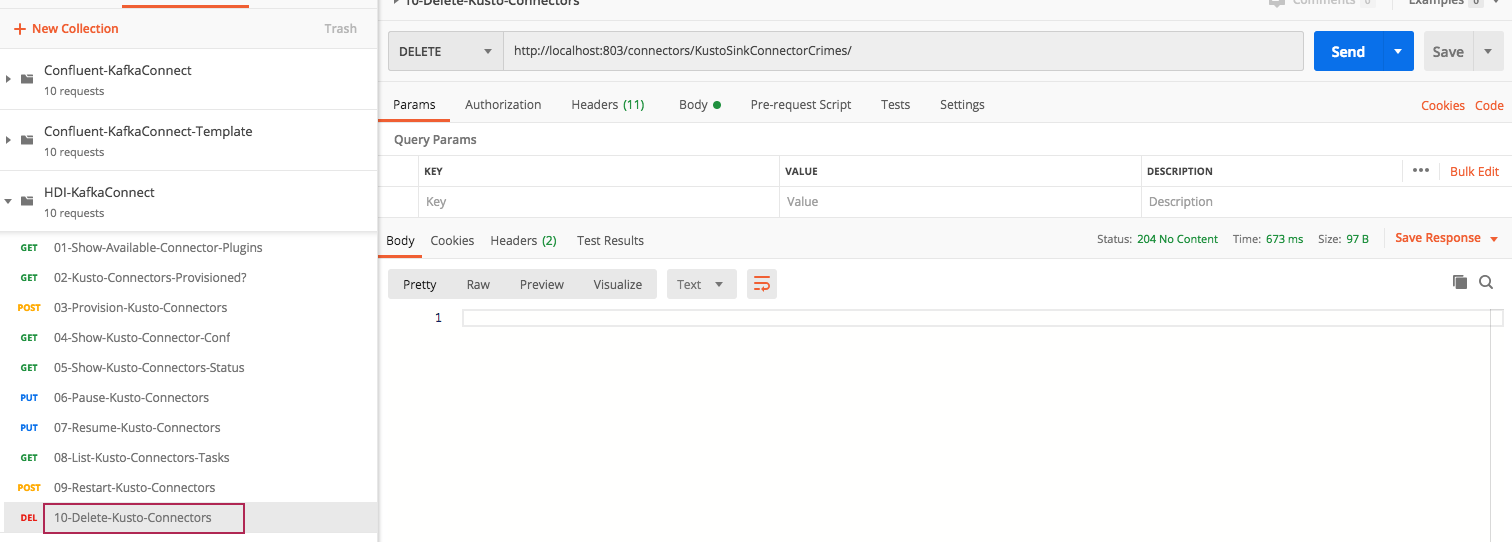 New Collection
Trash
Confluent-KafkaConnect
10 requests
Confluent-KafkaConnect-Template
10 requests
HDI-KafkaConnect
10 requests
GET 01-Show-Available-Connector-Plugins
GET 02-Kusto-Connectors-Provisioned?
POST 03-Provision-Kusto-Connectors
GET 04-Show-Kusto-Connector-Conf
GET 05-Show-Kusto-Connectors-Status
PUT 06-Pause-Kusto-Connectors
PUT 07-Resume-Kusto-Connectors
GET 08-List-Kusto-Connectors-Tasks
POST 09-Restart-Kusto-Connectors
DEL 10-Delete-Kusto-Connectors
10-Delete-Kusto-Connectors
Comments 0
Examples 0
DELETE
http://localhost:803/connectors/KustoSinkConnectorCrimes/
Send
Save
Params Authorization Headers (11) Body Pre-request Script Tests Settings
Cookies Code
Query Params
KEY VALUE DESCRIPTION
Bulk Edit
Key Value Description
Body Cookies Headers (2) Test Results
Status: 204 No Content Time: 673 ms Size: 97 B
Save Response
Pretty Raw Preview Visualize
Text
1